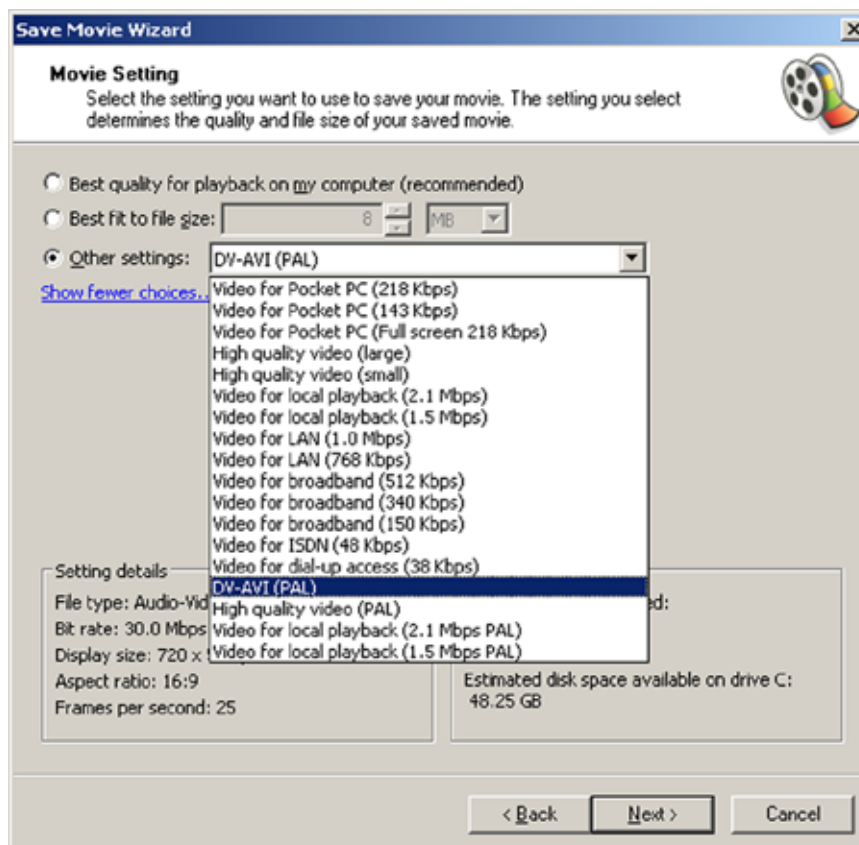 Save Movie Wizard
Movie Setting
Select the setting you want to use to save your movie. The setting you select
determines the quality and file size of your saved movie.
Best quality for playback on my computer (recommended)
Best fit to file size: 8 MB
Other settings: DV-AVI (PAL)
Show fewer choices..
Video for Pocket PC (218 Kbps)
Video for Pocket PC (143 Kbps)
Video for Pocket PC (Full screen 218 Kbps)
High quality video (large)
High quality video (small)
Video for local playback (2.1 Mbps)
Video for local playback (1.5 Mbps)
Video for LAN (1.0 Mbps)
Video for LAN (768 Kbps)
Video for broadband (512 Kbps)
Video for broadband (340 Kbps)
Video for broadband (150 Kbps)
Video for ISDN (48 Kbps)
Video for dial-up access (38 Kbps)
DV-AVI (PAL)
High quality video (PAL)
Video for local playback (2.1 Mbps PAL)
Video for local playback (1.5 Mbps PAL)
Setting details
File type: Audio-Vid
Bit rate: 30.0 Mbps
Display size: 720 x
Aspect ratio: 16:9
Frames per second: 25
ed:
Estimated disk space available on drive C:
48.25 GB
< Back
Next >
Cancel